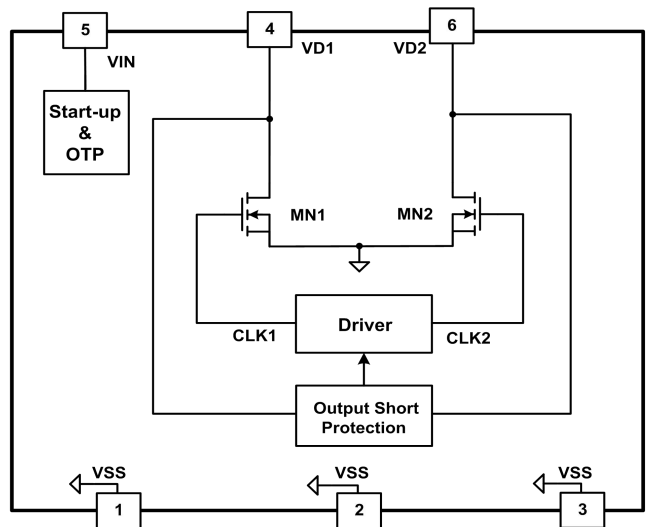 5
4
6
VIN
VD1
VD2
Start-up
&
OTP
MN1
MN2
Driver
CLK1
CLK2
Output Short
Protection
VSS
VSS
VSS
1
2
3